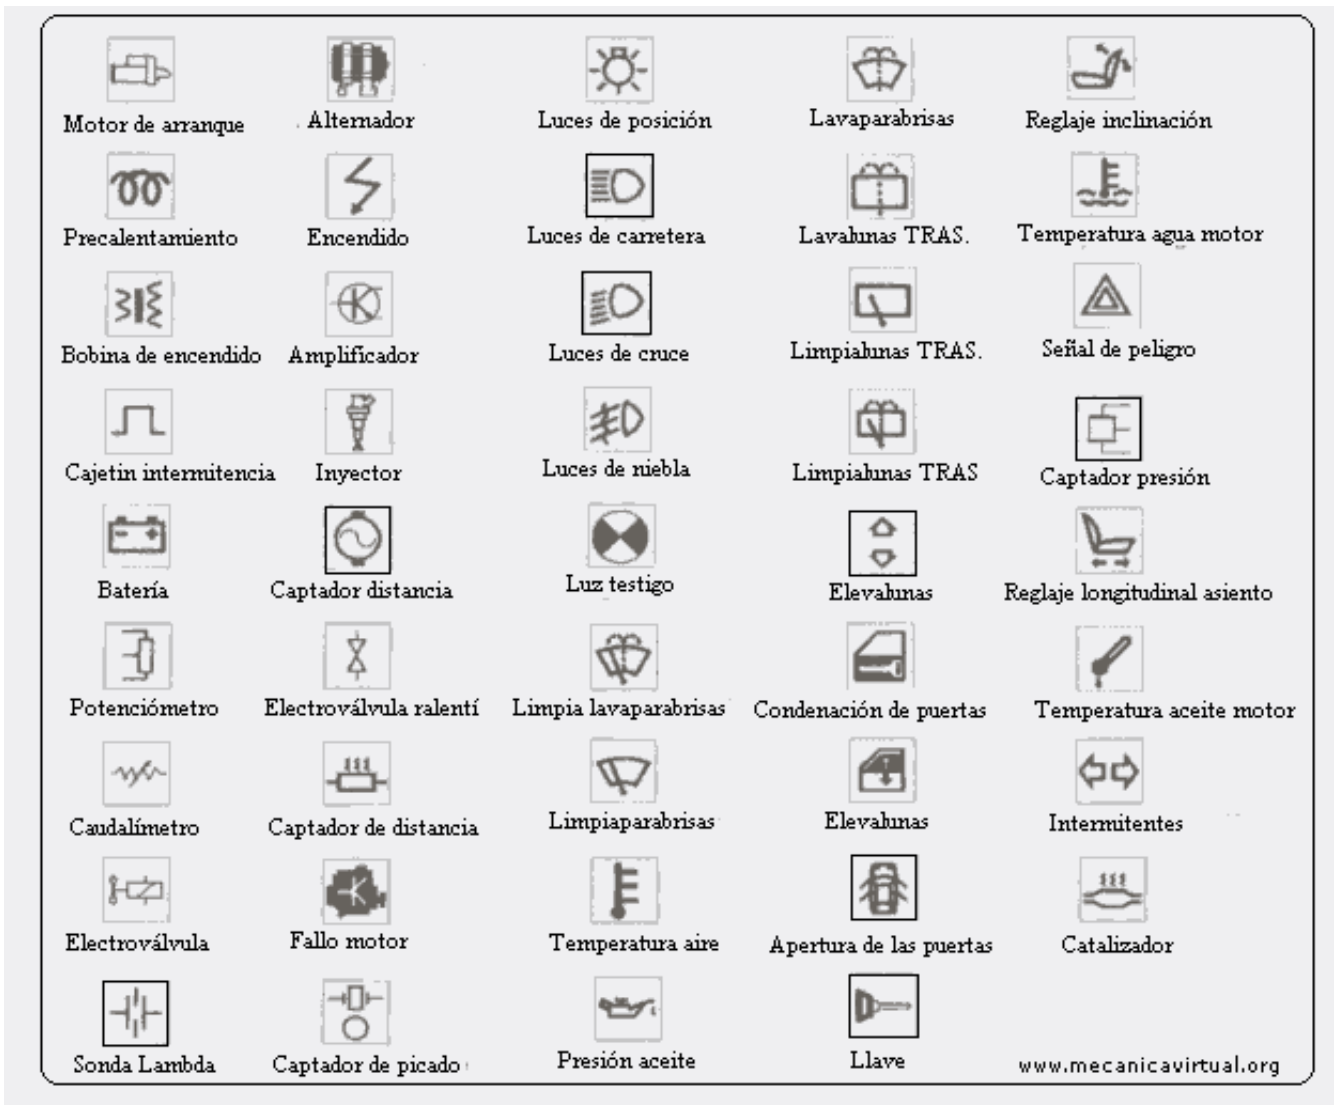 Motor de arranque
Alternador
Luces de posición
Lavaparabrisas
Reglaje inclinación
Precalentamiento
Encendido
Luces de carretera
Lavalunas TRAS.
Temperatura agua motor
Bobina de encendido
Amplificador
Luces de cruce
Limpialunas TRAS.
Señal de peligro
Cajetin intermitencia
Inyector
Luces de niebla
Limpialunas TRAS
Captador presión
Batería
Captador distancia
Luz testigo
Elevalunas
Reglaje longitudinal asiento
Potenciómetro
Electroválvula ralentí
Limpia lavaparabrisas
Condenación de puertas
Temperatura aceite motor
Caudalímetro
Captador de distancia
Limpiaparabrisas
Elevalunas
Intermitentes
Electroválvula
Fallo motor
Temperatura aire
Apertura de las puertas
Catalizador
Sonda Lambda
Captador de picado
Presión aceite
Llave
www.mecanicavirtual.org